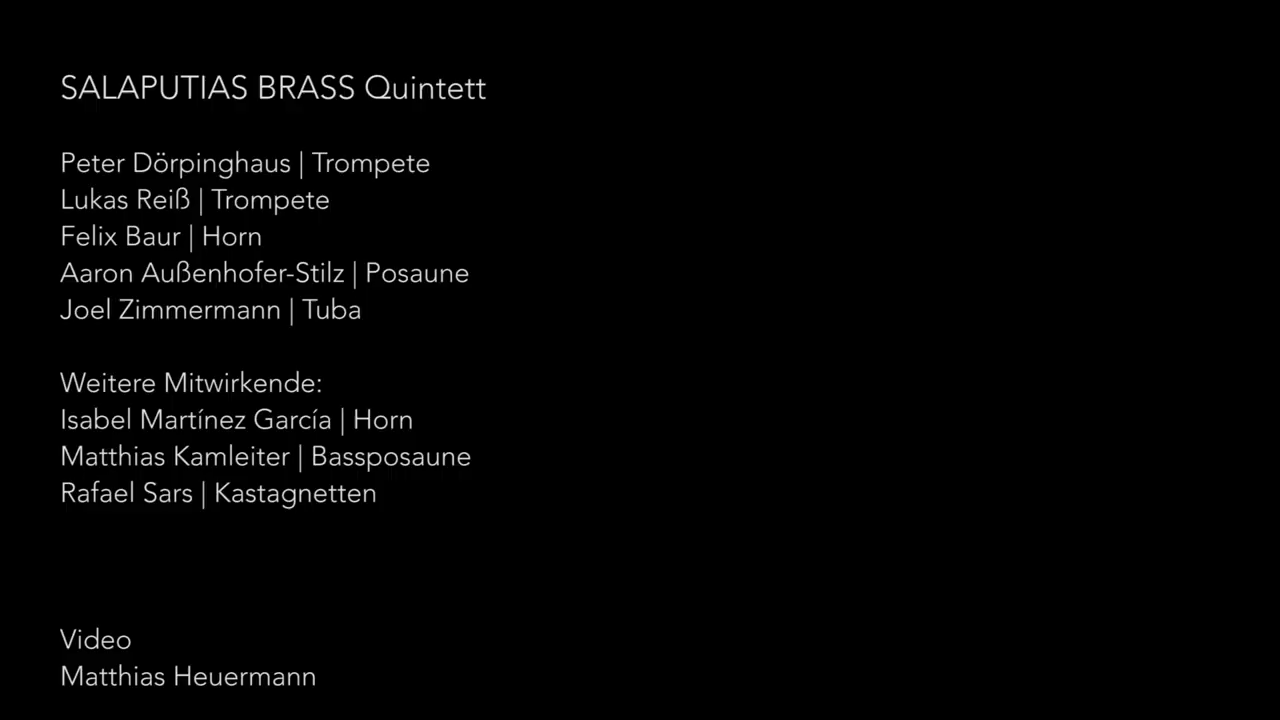 SALAPUTIAS BRASS Quintett
Peter Dörpinghaus | Trompete
Lukas Reiß | Trompete
Felix Baur | Horn
Aaron Außenhofer-Stilz | Posaune
Joel Zimmermann | Tuba
Weitere Mitwirkende:
Isabel Martínez García | Horn
Matthias Kamleiter | Bassposaune
Rafael Sars | Kastagnetten
Video
Matthias Heuermann